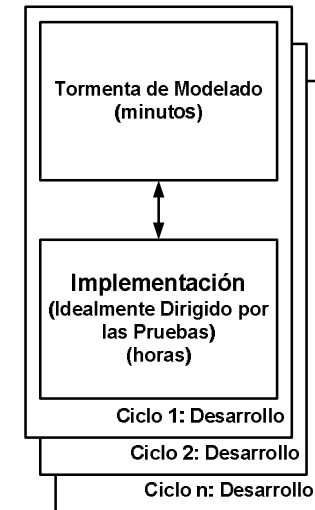 Tormenta de Modelado
(minutos)
Implementación
(Idealmente Dirigido por
las Pruebas)
(horas)
Ciclo 1: Desarrollo
Ciclo 2: Desarrollo
Ciclo n: Desarrollo